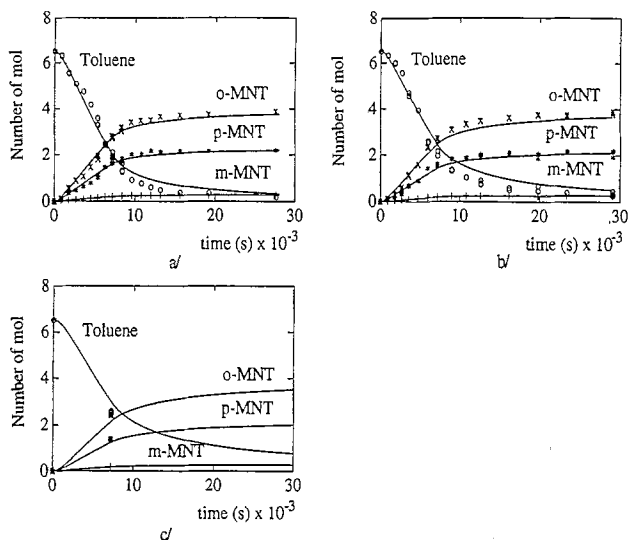 8
6
4
2
0
Number of mol
Toluene
o-MNT
p-MNT
m-MNT
0
10
20
30
time (s) x 10-3
a/
8
6
4
2
0
Number of mol
Toluene
o-MNT
p-MNT
m-MNT
0
10
20
.30
time (s) x 10-3
b/
8
6
4
2
0
Number of mol
Toluene
o-MNT
p-MNT
m-MNT
0
10
20
30
time (s) x 10-3
c/